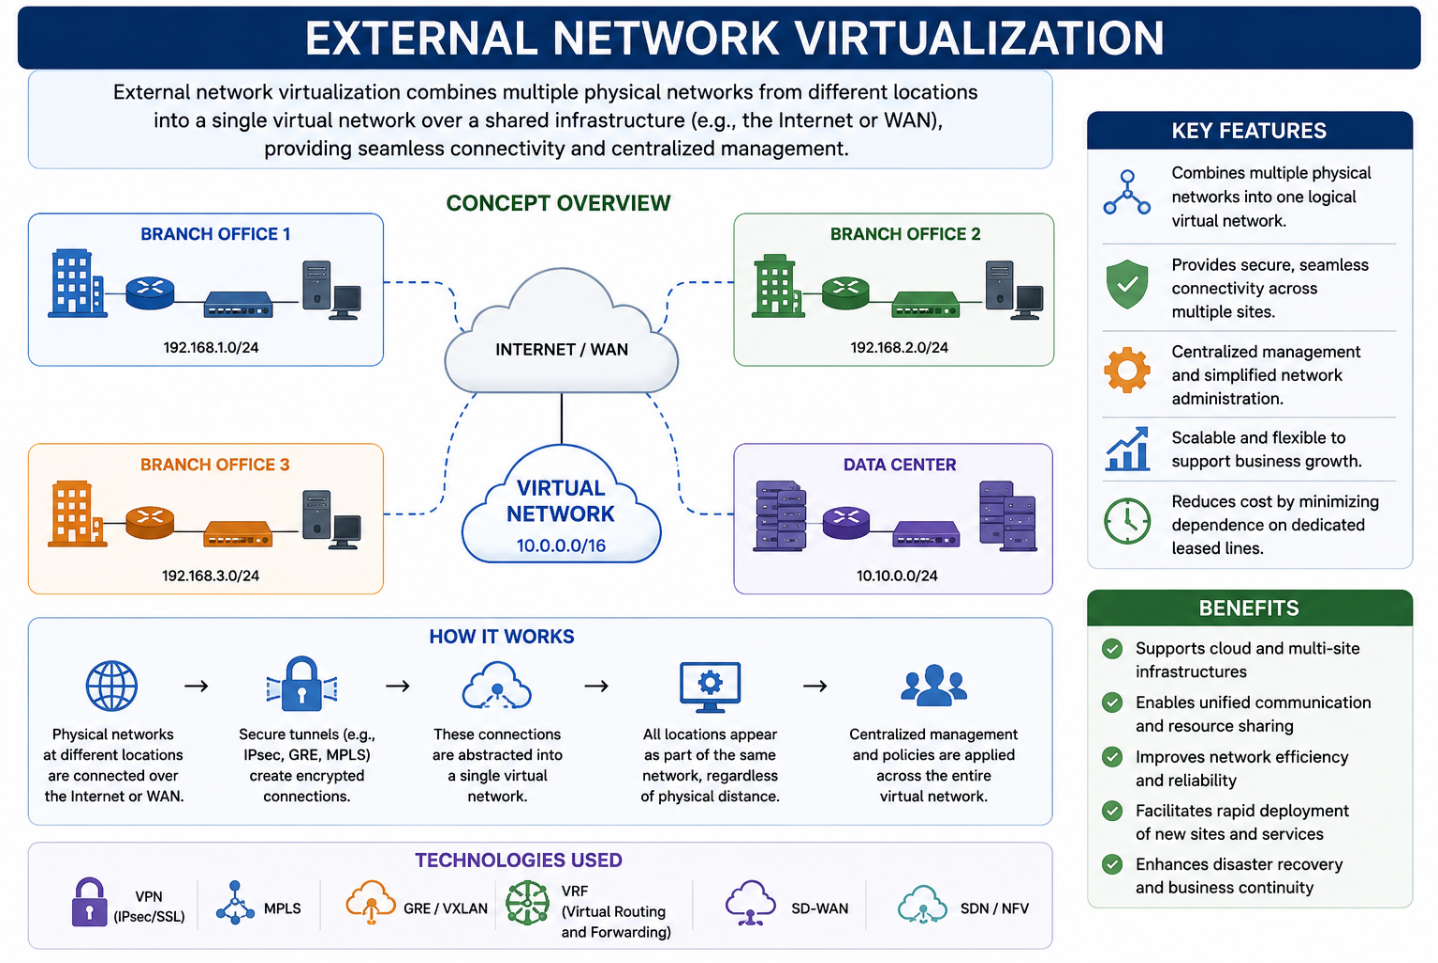 EXTERNAL NETWORK VIRTUALIZATION
External network virtualization combines multiple physical networks from different locations
into a single virtual network over a shared infrastructure (e.g., the Internet or WAN),
providing seamless connectivity and centralized management.
CONCEPT OVERVIEW
BRANCH OFFICE 1
192.168.1.0/24
BRANCH OFFICE 2
192.168.2.0/24
INTERNET / WAN
BRANCH OFFICE 3
192.168.3.0/24
VIRTUAL
NETWORK
10.0.0.0/16
DATA CENTER
10.10.0.0/24
HOW IT WORKS
Physical networks
at different locations
are connected over
the Internet or WAN.
Secure tunnels (e.g.,
IPsec, GRE, MPLS)
create encrypted
connections.
These connections
are abstracted into
a single virtual
network.
All locations appear
as part of the same
network, regardless
of physical distance.
Centralized management
and policies are applied
across the entire
virtual network.
TECHNOLOGIES USED
VPN
(IPsec/SSL)
MPLS
GRE / VXLAN
VRF
(Virtual Routing
and Forwarding)
SD-WAN
SDN / NFV
KEY FEATURES
Combines multiple physical
networks into one logical
virtual network.
Provides secure, seamless
connectivity across
multiple sites.
Centralized management
and simplified network
administration.
Scalable and flexible to
support business growth.
Reduces cost by minimizing
dependence on dedicated
leased lines.
BENEFITS
Supports cloud and multi-site
infrastructures
Enables unified communication
and resource sharing
Improves network efficiency
and reliability
Facilitates rapid deployment
of new sites and services
Enhances disaster recovery
and business continuity